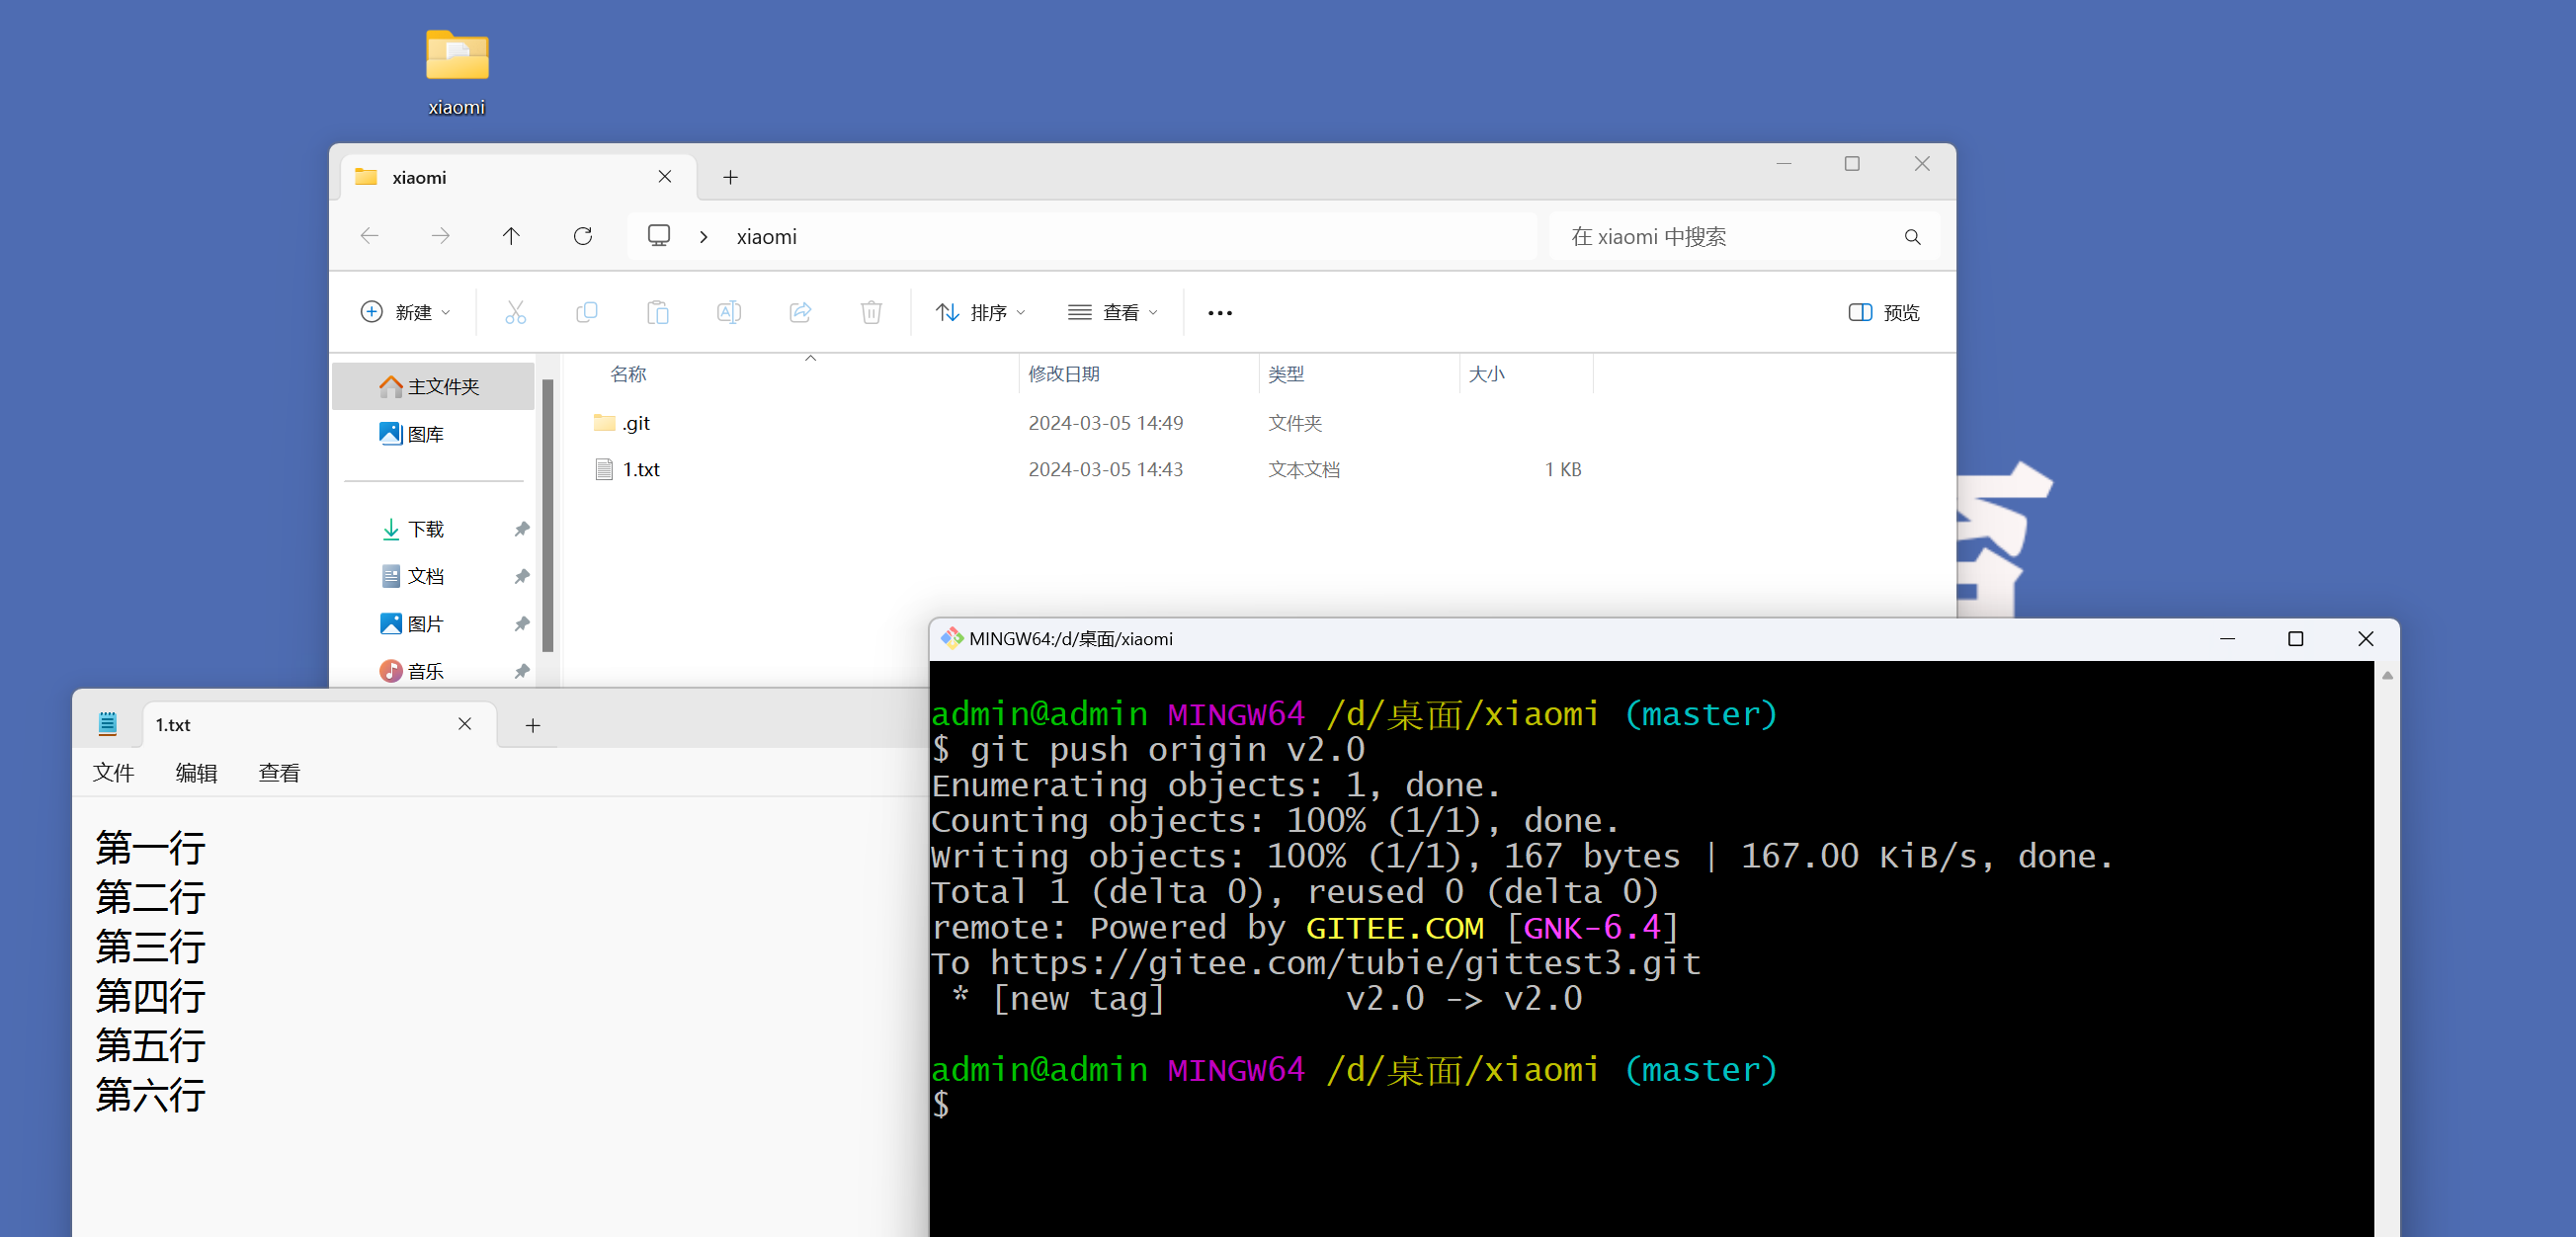 xiaomi
xiaomi
xiaomi
在 xiaomi 中搜索
新建
排序
查看
预览
名称
修改日期
类型
大小
主文件夹
图库
.git
2024-03-05 14:49
文件夹
1.txt
2024-03-05 14:43
文本文档
1 KB
下载
文档
图片
音乐
1.txt
文件
编辑
查看
第一行
第二行
第三行
第四行
第五行
第六行
MINGW64:/d/桌面/xiaomi
admin@admin MINGW64 /d/桌面/xiaomi (master)
$ git push origin v2.0
Enumerating objects: 1, done.
Counting objects: 100% (1/1), done.
Writing objects: 100% (1/1), 167 bytes | 167.00 KiB/s, done.
Total 1 (delta 0), reused 0 (delta 0)
remote: Powered by GITEE.COM [GNK-6.4]
To https://gitee.com/tubie/gittest3.git
 * [new tag]         v2.0 -> v2.0
admin@admin MINGW64 /d/桌面/xiaomi (master)
$